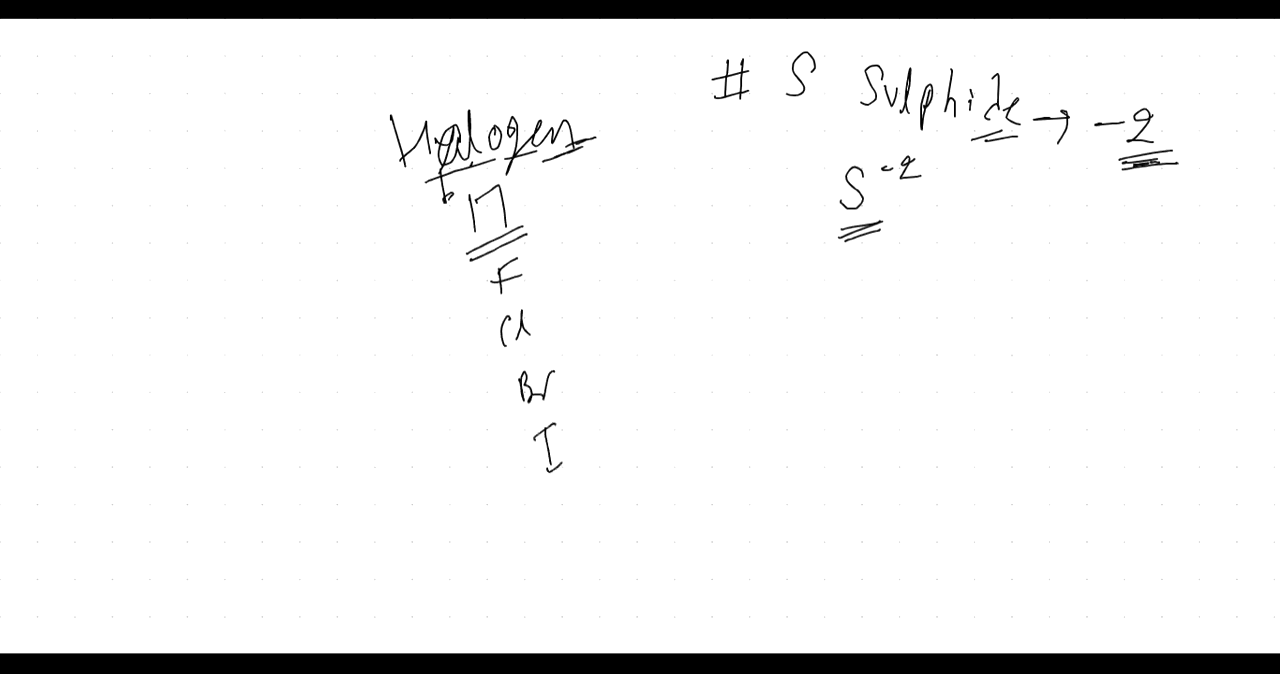 Halogen
17
F
Cl
Br
I
# S Sulphide → -2
S⁻²